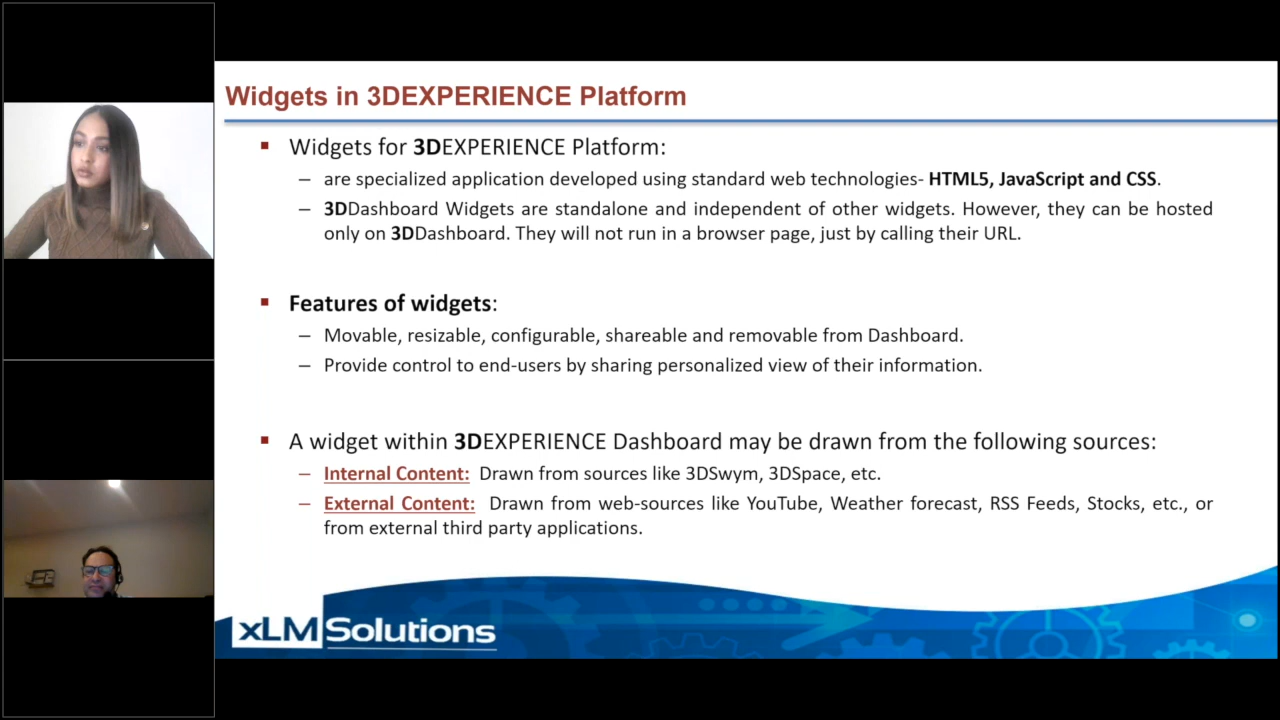 Widgets in 3DEXPERIENCE Platform
▪ Widgets for 3DEXPERIENCE Platform:
– are specialized application developed using standard web technologies- HTML5, JavaScript and CSS.
– 3DDashboard Widgets are standalone and independent of other widgets. However, they can be hosted
only on 3DDashboard. They will not run in a browser page, just by calling their URL.
▪ Features of widgets:
– Movable, resizable, configurable, shareable and removable from Dashboard.
– Provide control to end-users by sharing personalized view of their information.
▪ A widget within 3DEXPERIENCE Dashboard may be drawn from the following sources:
– Internal Content: Drawn from sources like 3DSwym, 3DSpace, etc.
– External Content: Drawn from web-sources like YouTube, Weather forecast, RSS Feeds, Stocks, etc., or
from external third party applications.
xLM Solutions